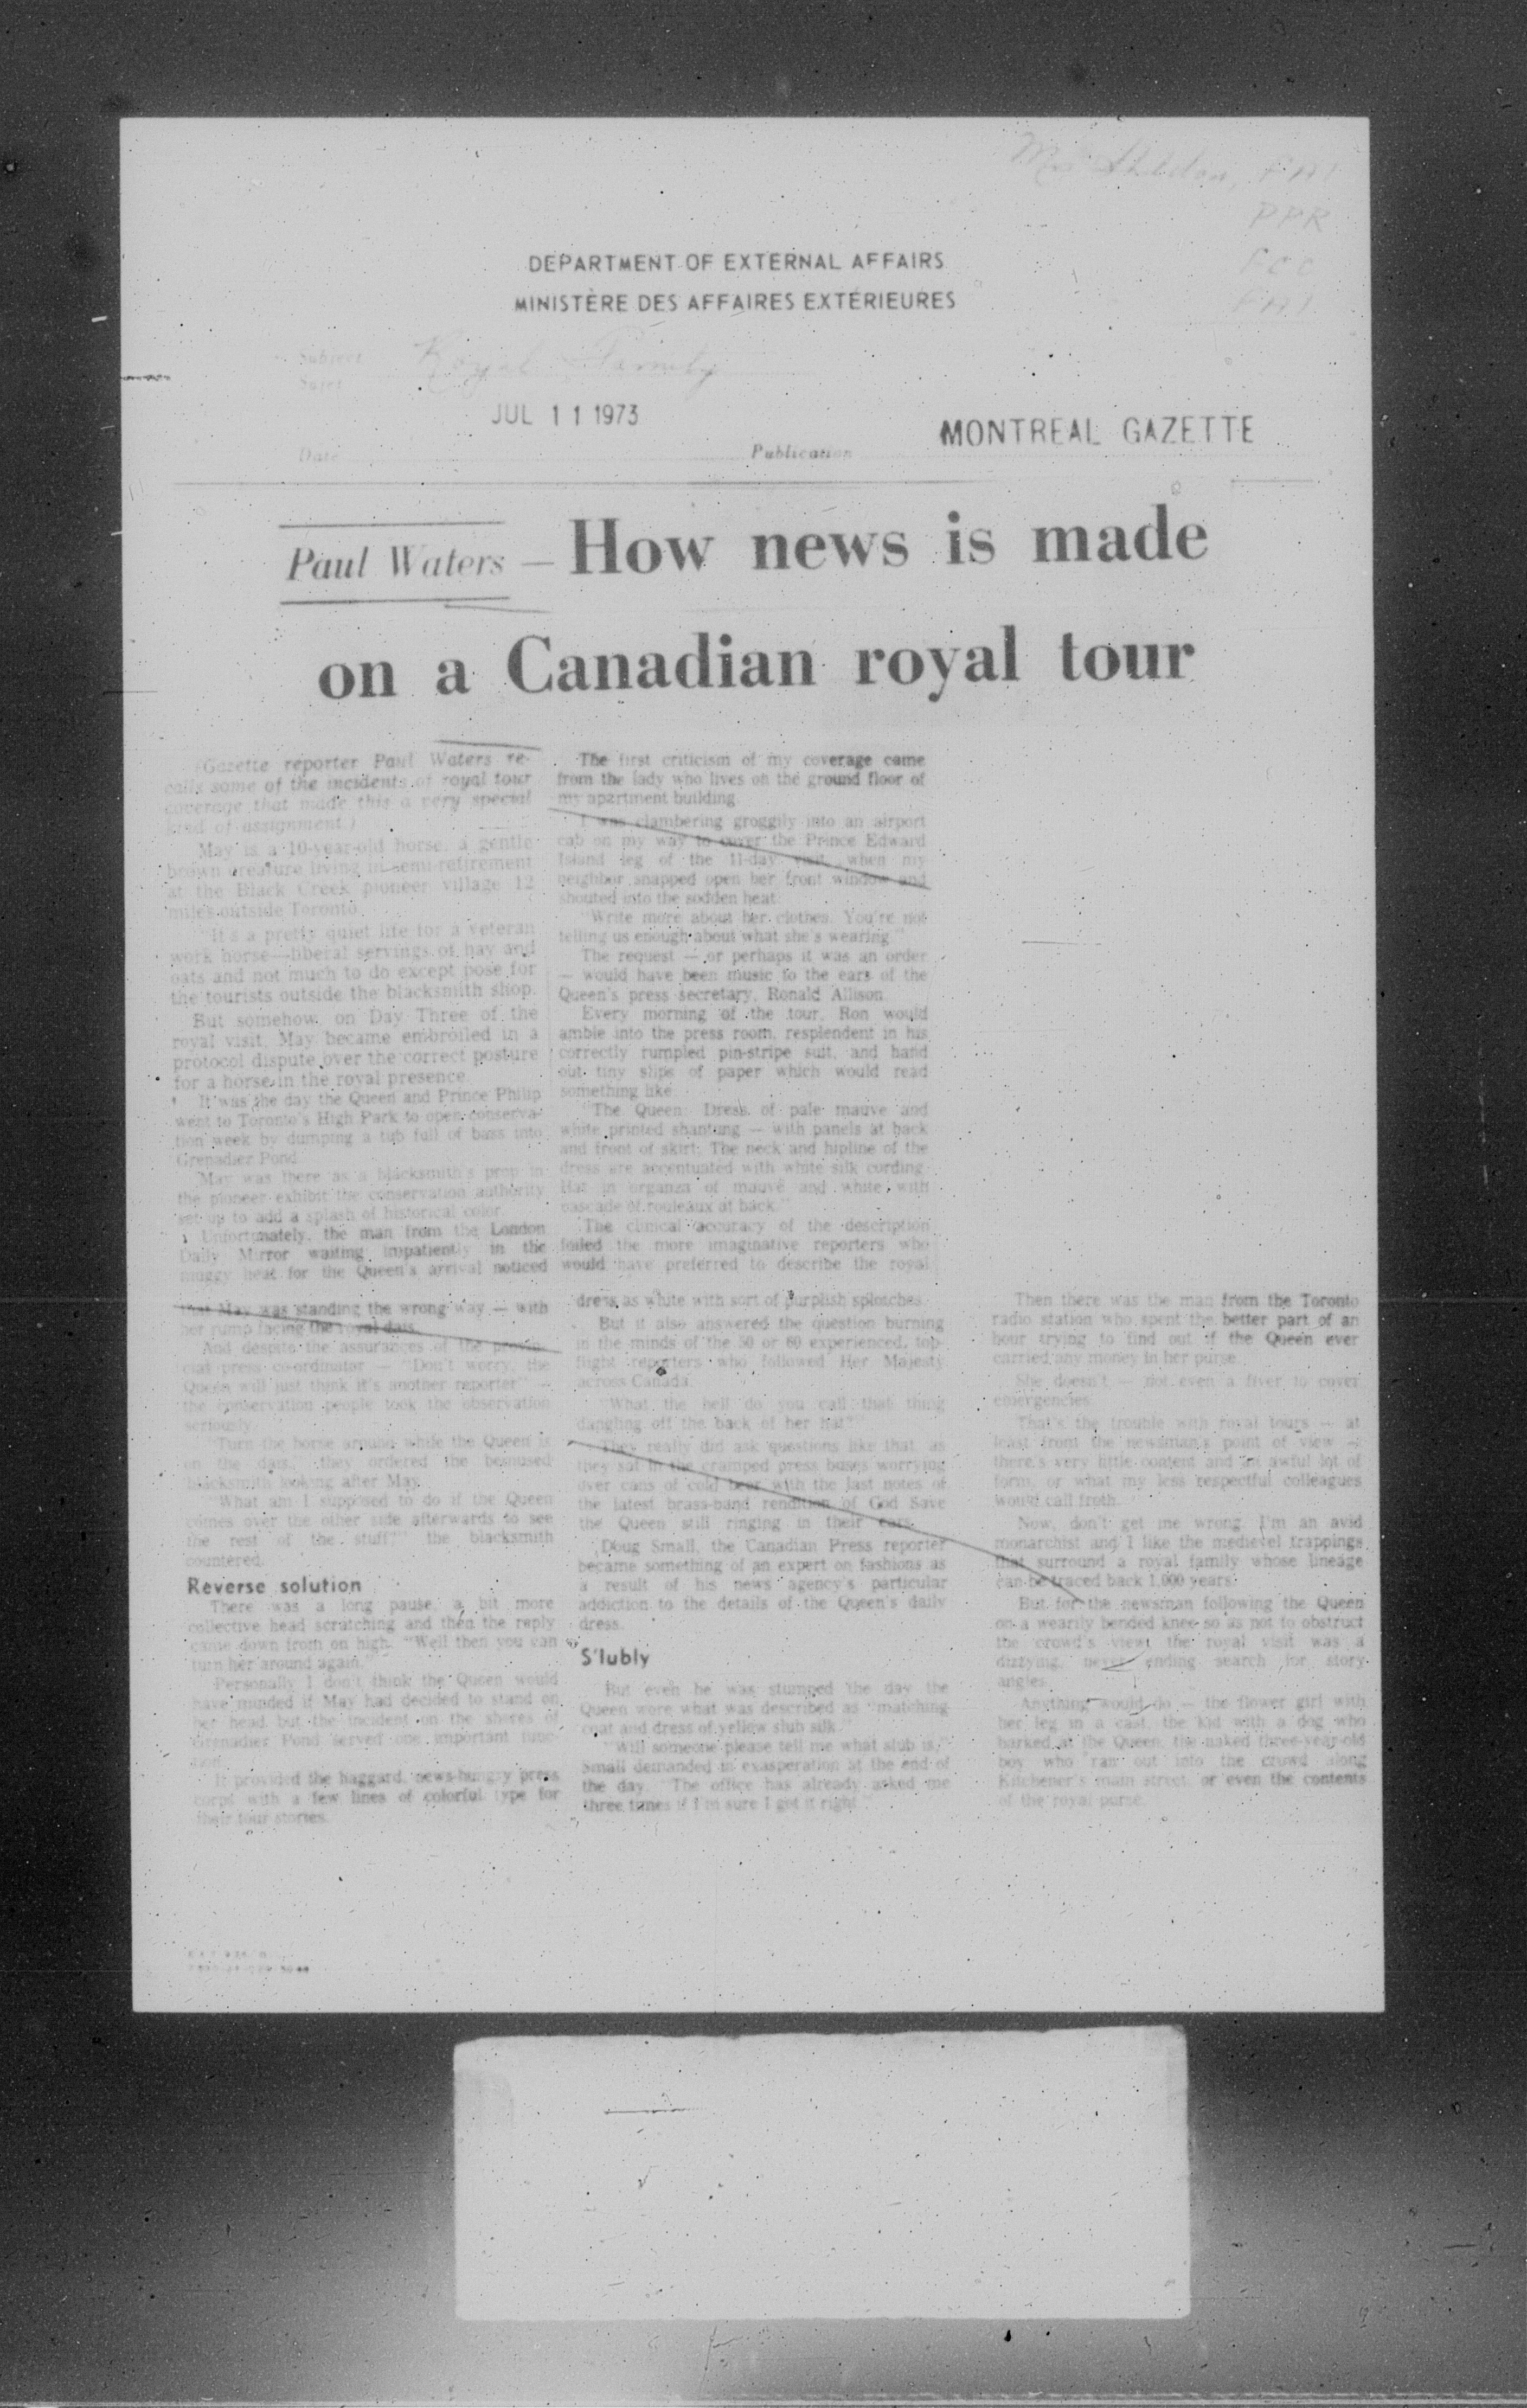 PPR
DEPARTMENT OF EXTERNAL AFFAIRS
MINISTÈRE DES AFFAIRES EXTÉRIEURES
Subject Royal Family
Sujet
JUL 11 1973
MONTREAL GAZETTE
Date
Publication
Paul Waters — How news is made
on a Canadian royal tour
(Gazette reporter Paul Waters re-
calls some of the incidents of royal tour
coverage that made this a very special
kind of assignment.)
May is a 10-year-old horse, a gentle
brown creature living in semi-retirement
at the Black Creek pioneer village 12
miles outside Toronto.
It's a pretty quiet life for a veteran
work horse—liberal servings of hay and
oats and not much to do except pose for
the tourists outside the blacksmith shop.
But somehow, on Day Three of the
royal visit, May became embroiled in a
protocol dispute over the correct posture
for a horse in the royal presence.
It was the day the Queen and Prince Philip
went to Toronto's High Park to open conserva-
tion week by dumping a tub full of bass into
Grenadier Pond.
May was there as a blacksmith's prop in
the pioneer exhibit the conservation authority
set up to add a splash of historical color.
Unfortunately, the man from the London
Daily Mirror waiting impatiently in the
muggy heat for the Queen's arrival noticed
that May was standing the wrong way — with
her rump facing the royal dais.
And despite the assurances of the provin-
cial press co-ordinator — "Don't worry, the
Queen will just think it's another reporter" —
the conservation people took the observation
seriously.
"Turn the horse around while the Queen is
on the dais," they ordered the bemused
blacksmith looking after May.
"What am I supposed to do if the Queen
comes over the other side afterwards to see
the rest of the stuff?" the blacksmith
countered.
Reverse solution
There was a long pause, a bit more
collective head scratching and then the reply
came down from on high. "Well then you can
turn her around again."
Personally I don't think the Queen would
have minded if May had decided to stand on
her head, but the incident on the shores of
Grenadier Pond served one important func-
tion.
It provided the haggard, news-hungry press
corps with a few lines of colorful type for
their tour stories.
The first criticism of my coverage came
from the lady who lives on the ground floor of
my apartment building.
I was clambering groggily into an airport
cab on my way to cover the Prince Edward
Island leg of the 11-day visit, when my
neighbor snapped open her front window and
shouted into the sodden heat:
"Write more about her clothes. You're not
telling us enough about what she's wearing."
The request — or perhaps it was an order
— would have been music to the ears of the
Queen's press secretary, Ronald Allison.
Every morning of the tour, Ron would
amble into the press room, resplendent in his
correctly rumpled pin-stripe suit, and hand
out tiny slips of paper which would read
something like:
"The Queen: Dress of pale mauve and
white printed shantung — with panels at back
and front of skirt. The neck and hipline of the
dress are accentuated with white silk cording.
Hat in organza of mauve and white with
cascade of rouleaux at back."
The clinical accuracy of the description
foiled the more imaginative reporters who
would have preferred to describe the royal
dress as white with sort of purplish splotches.
But it also answered the question burning
in the minds of the 50 or 60 experienced, top-
flight reporters who followed Her Majesty
across Canada.
"What the hell do you call that thing
dangling off the back of her hat?"
They really did ask questions like that, as
they sat in the cramped press buses worrying
over cans of cold beer with the last notes of
the latest brass-band rendition of God Save
the Queen still ringing in their ears.
Doug Small, the Canadian Press reporter
became something of an expert on fashions as
a result of his news agency's particular
addiction to the details of the Queen's daily
dress.
S'lubly
But even he was stumped the day the
Queen wore what was described as "matching
coat and dress of yellow slub silk."
"Will someone please tell me what slub is,"
Small demanded in exasperation at the end of
the day. "The office has already asked me
three times if I'm sure I got it right."
Then there was the man from the Toronto
radio station who spent the better part of an
hour trying to find out if the Queen ever
carried any money in her purse.
She doesn't — not even a fiver to cover
emergencies.
That's the trouble with royal tours — at
least from the newsman's point of view —
there's very little content and an awful lot of
form, or what my less respectful colleagues
would call froth.
Now, don't get me wrong. I'm an avid
monarchist and I like the medievel trappings
that surround a royal family whose lineage
can be traced back 1,000 years.
But for the newsman following the Queen
on a wearily bended knee so as not to obstruct
the crowd's view, the royal visit was a
dizzying, never ending search for story
angles.
Anything would do — the flower girl with
her leg in a cast, the kid with a dog who
barked at the Queen, the naked three-year-old
boy who ran out into the crowd along
Kitchener's main street, or even the contents
of the royal purse.